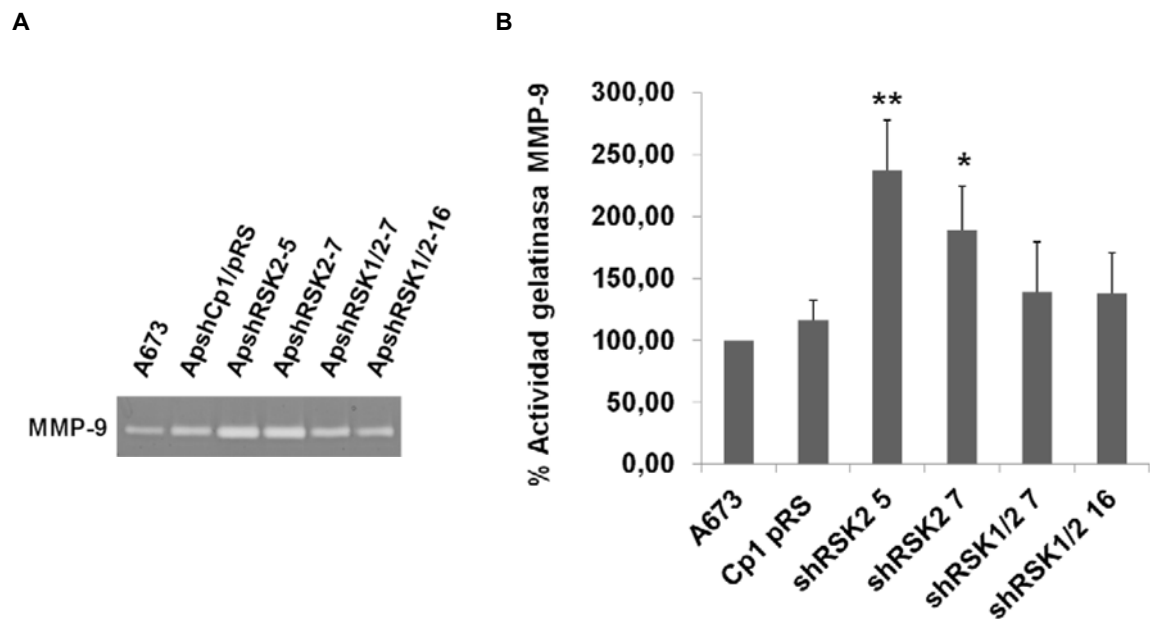 A
B
A673
ApshCp1/pRS
ApshRSK2-5
ApshRSK2-7
ApshRSK1/2-7
ApshRSK1/2-16
MMP-9
% Actividad gelatinasa MMP-9
300,00
250,00
200,00
150,00
100,00
50,00
0,00
**
*
A673
Cp1 pRS
shRSK2 5
shRSK2 7
shRSK1/2 7
shRSK1/2 16